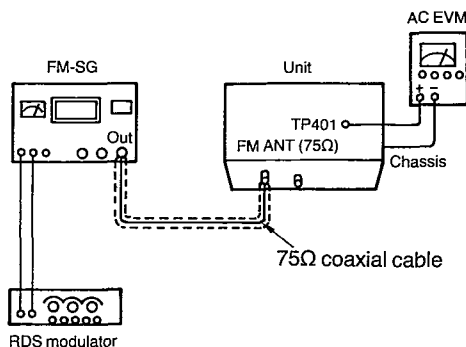 AC EVM
FM-SG
Unit
+ −
TP401
Out
FM ANT (75Ω)
Chassis
75Ω coaxial cable
RDS modulator